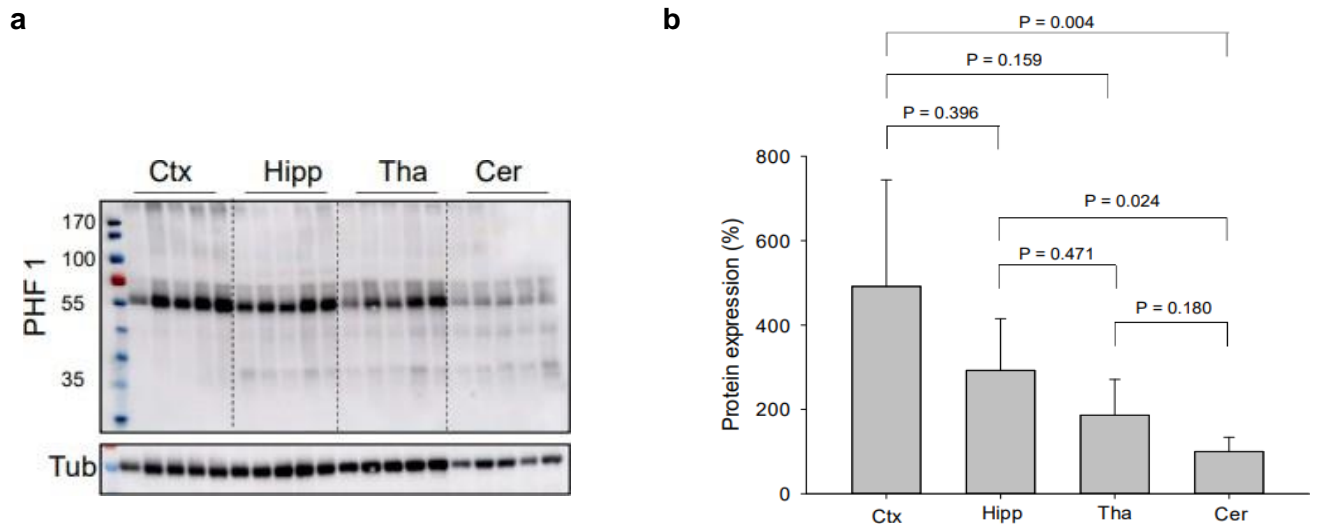 a
Ctx Hipp Tha Cer
170
100
55
35
PHF 1
Tub
b
P = 0.004
P = 0.159
P = 0.396
P = 0.024
P = 0.471
P = 0.180
Protein expression (%)
800
600
400
200
0
Ctx Hipp Tha Cer